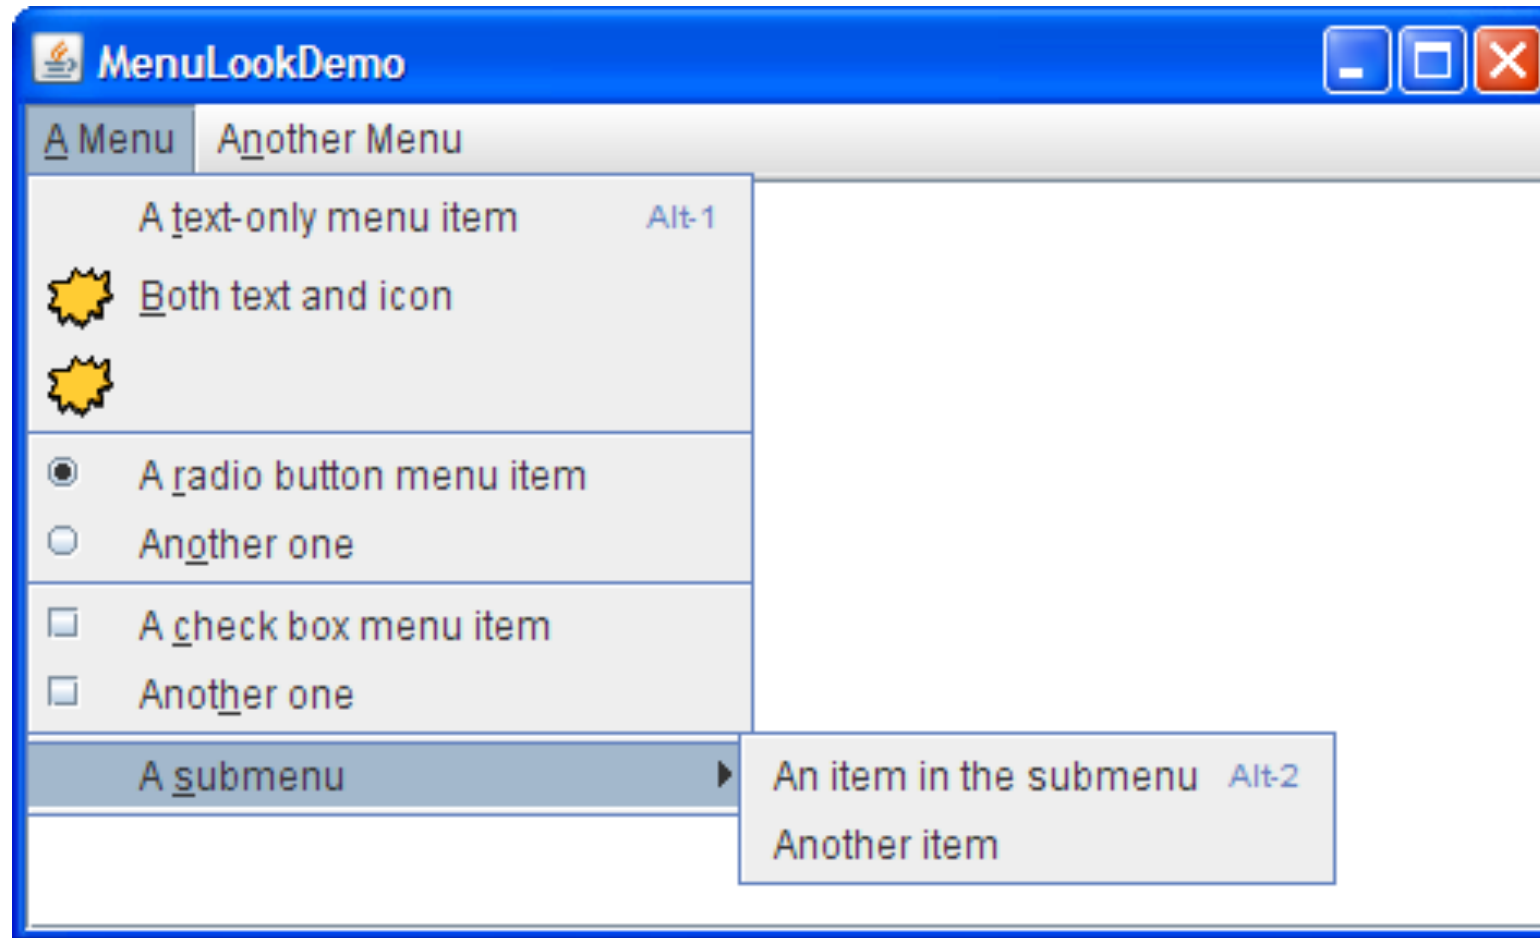 MenuLookDemo
A Menu Another Menu
A text-only menu item Alt-1
Both text and icon
A radio button menu item
Another one
A check box menu item
Another one
A submenu
An item in the submenu Alt-2
Another item